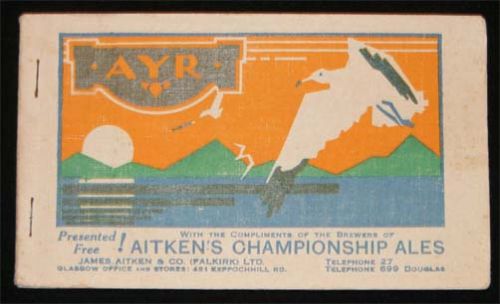 AYR
Presented Free!
WITH THE COMPLIMENTS OF THE BREWERS OF
AITKEN'S CHAMPIONSHIP ALES
JAMES AITKEN & CO. (FALKIRK) LTD. TELEPHONE 27
GLASGOW OFFICE AND STORES: 451 KEPPOCHHILL RD. TELEPHONE 699 DOUGLAS